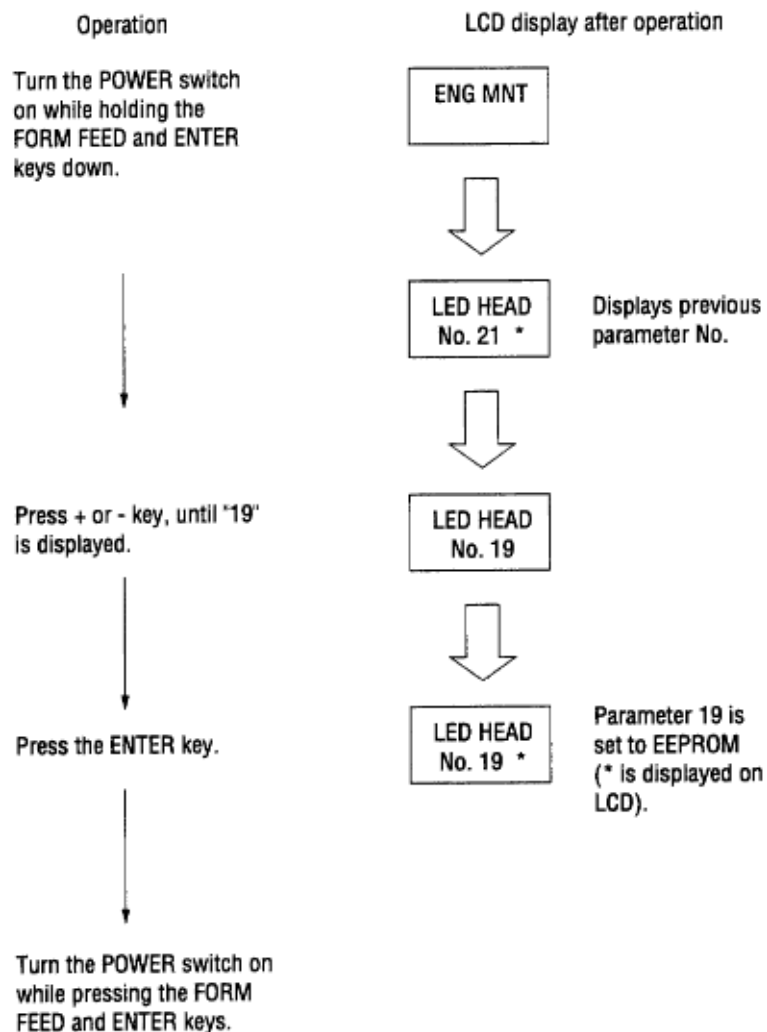 Operation
LCD display after operation
Turn the POWER switch
on while holding the
FORM FEED and ENTER
keys down.
ENG MNT
LED HEAD
No. 21 *
Displays previous
parameter No.
Press + or - key, until "19"
is displayed.
LED HEAD
No. 19
Press the ENTER key.
LED HEAD
No. 19 *
Parameter 19 is
set to EEPROM
(* is displayed on
LCD).
Turn the POWER switch on
while pressing the FORM
FEED and ENTER keys.